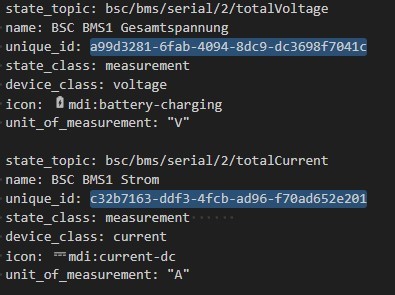 state_topic: bsc/bms/serial/2/totalVoltage
name: BSC BMS1 Gesamtspannung
unique_id: a99d3281-6fab-4094-8dc9-dc3698f7041c
state_class: measurement
device_class: voltage
icon: mdi:battery-charging
unit_of_measurement: "V"
state_topic: bsc/bms/serial/2/totalCurrent
name: BSC BMS1 Strom
unique_id: c32b7163-ddf3-4fcb-ad96-f70ad652e201
state_class: measurement
device_class: current
icon: mdi:current-dc
unit_of_measurement: "A"